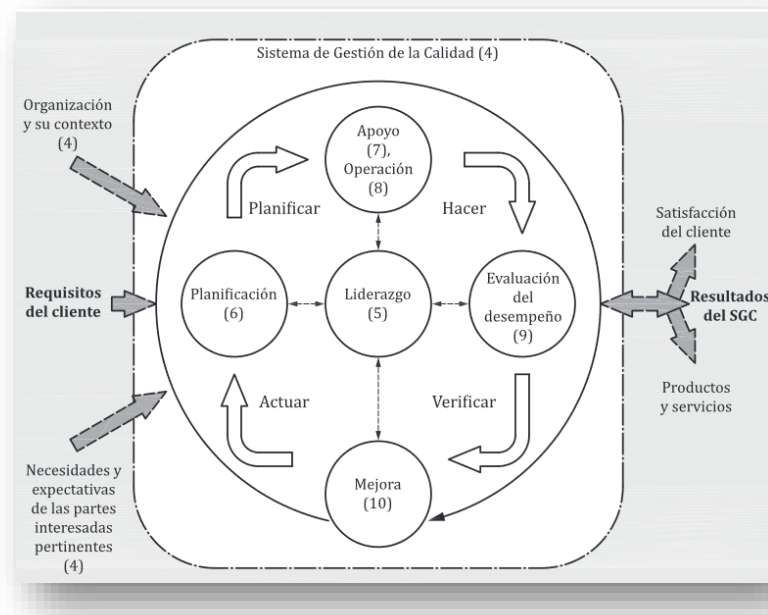 Sistema de Gestión de la Calidad (4)
Organización
y su contexto
(4)
Apoyo
(7),
Operación
(8)
Planificar
Hacer
Satisfacción
del cliente
Requisitos
del cliente
Planificación
(6)
Liderazgo
(5)
Evaluación
del
desempeño
(9)
Resultados
del SGC
Actuar
Verificar
Productos
y servicios
Necesidades y
expectativas
de las partes
interesadas
pertinentes
(4)
Mejora
(10)